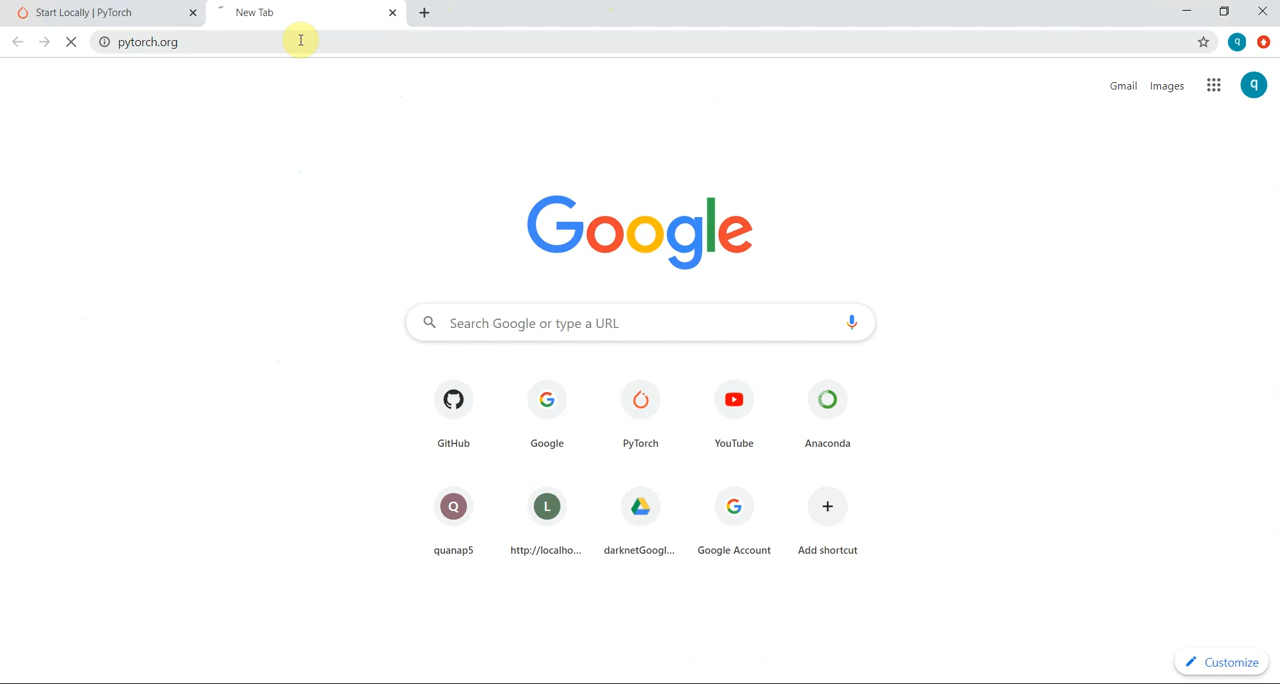 Start Locally | PyTorch
New Tab
pytorch.org
q
Gmail
Images
q
Google
Search Google or type a URL
GitHub
Google
PyTorch
YouTube
Anaconda
Q
L
quanap5
http://localho...
darknetGoogl...
Google Account
Add shortcut
Customize